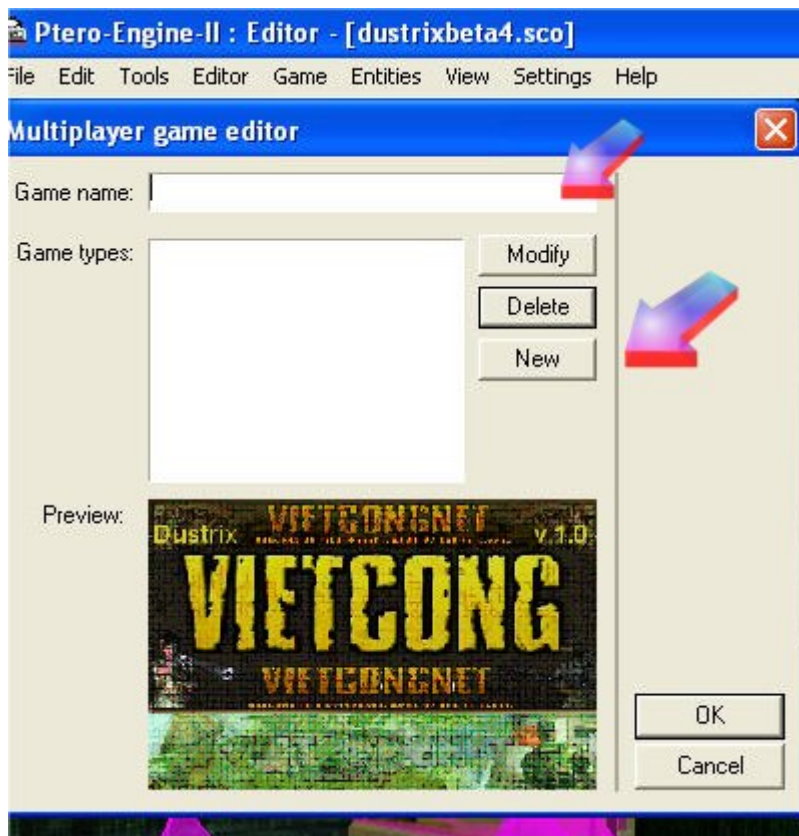 Ptero-Engine-II : Editor - [dustrixbeta4.sco]
File Edit Tools Editor Game Entities View Settings Help
Multiplayer game editor
Game name:
Game types:
Modify
Delete
New
Preview:
VIETCONGNET
Dustrix v.1.0.
VIETCONG
VIETCONGNET
OK
Cancel